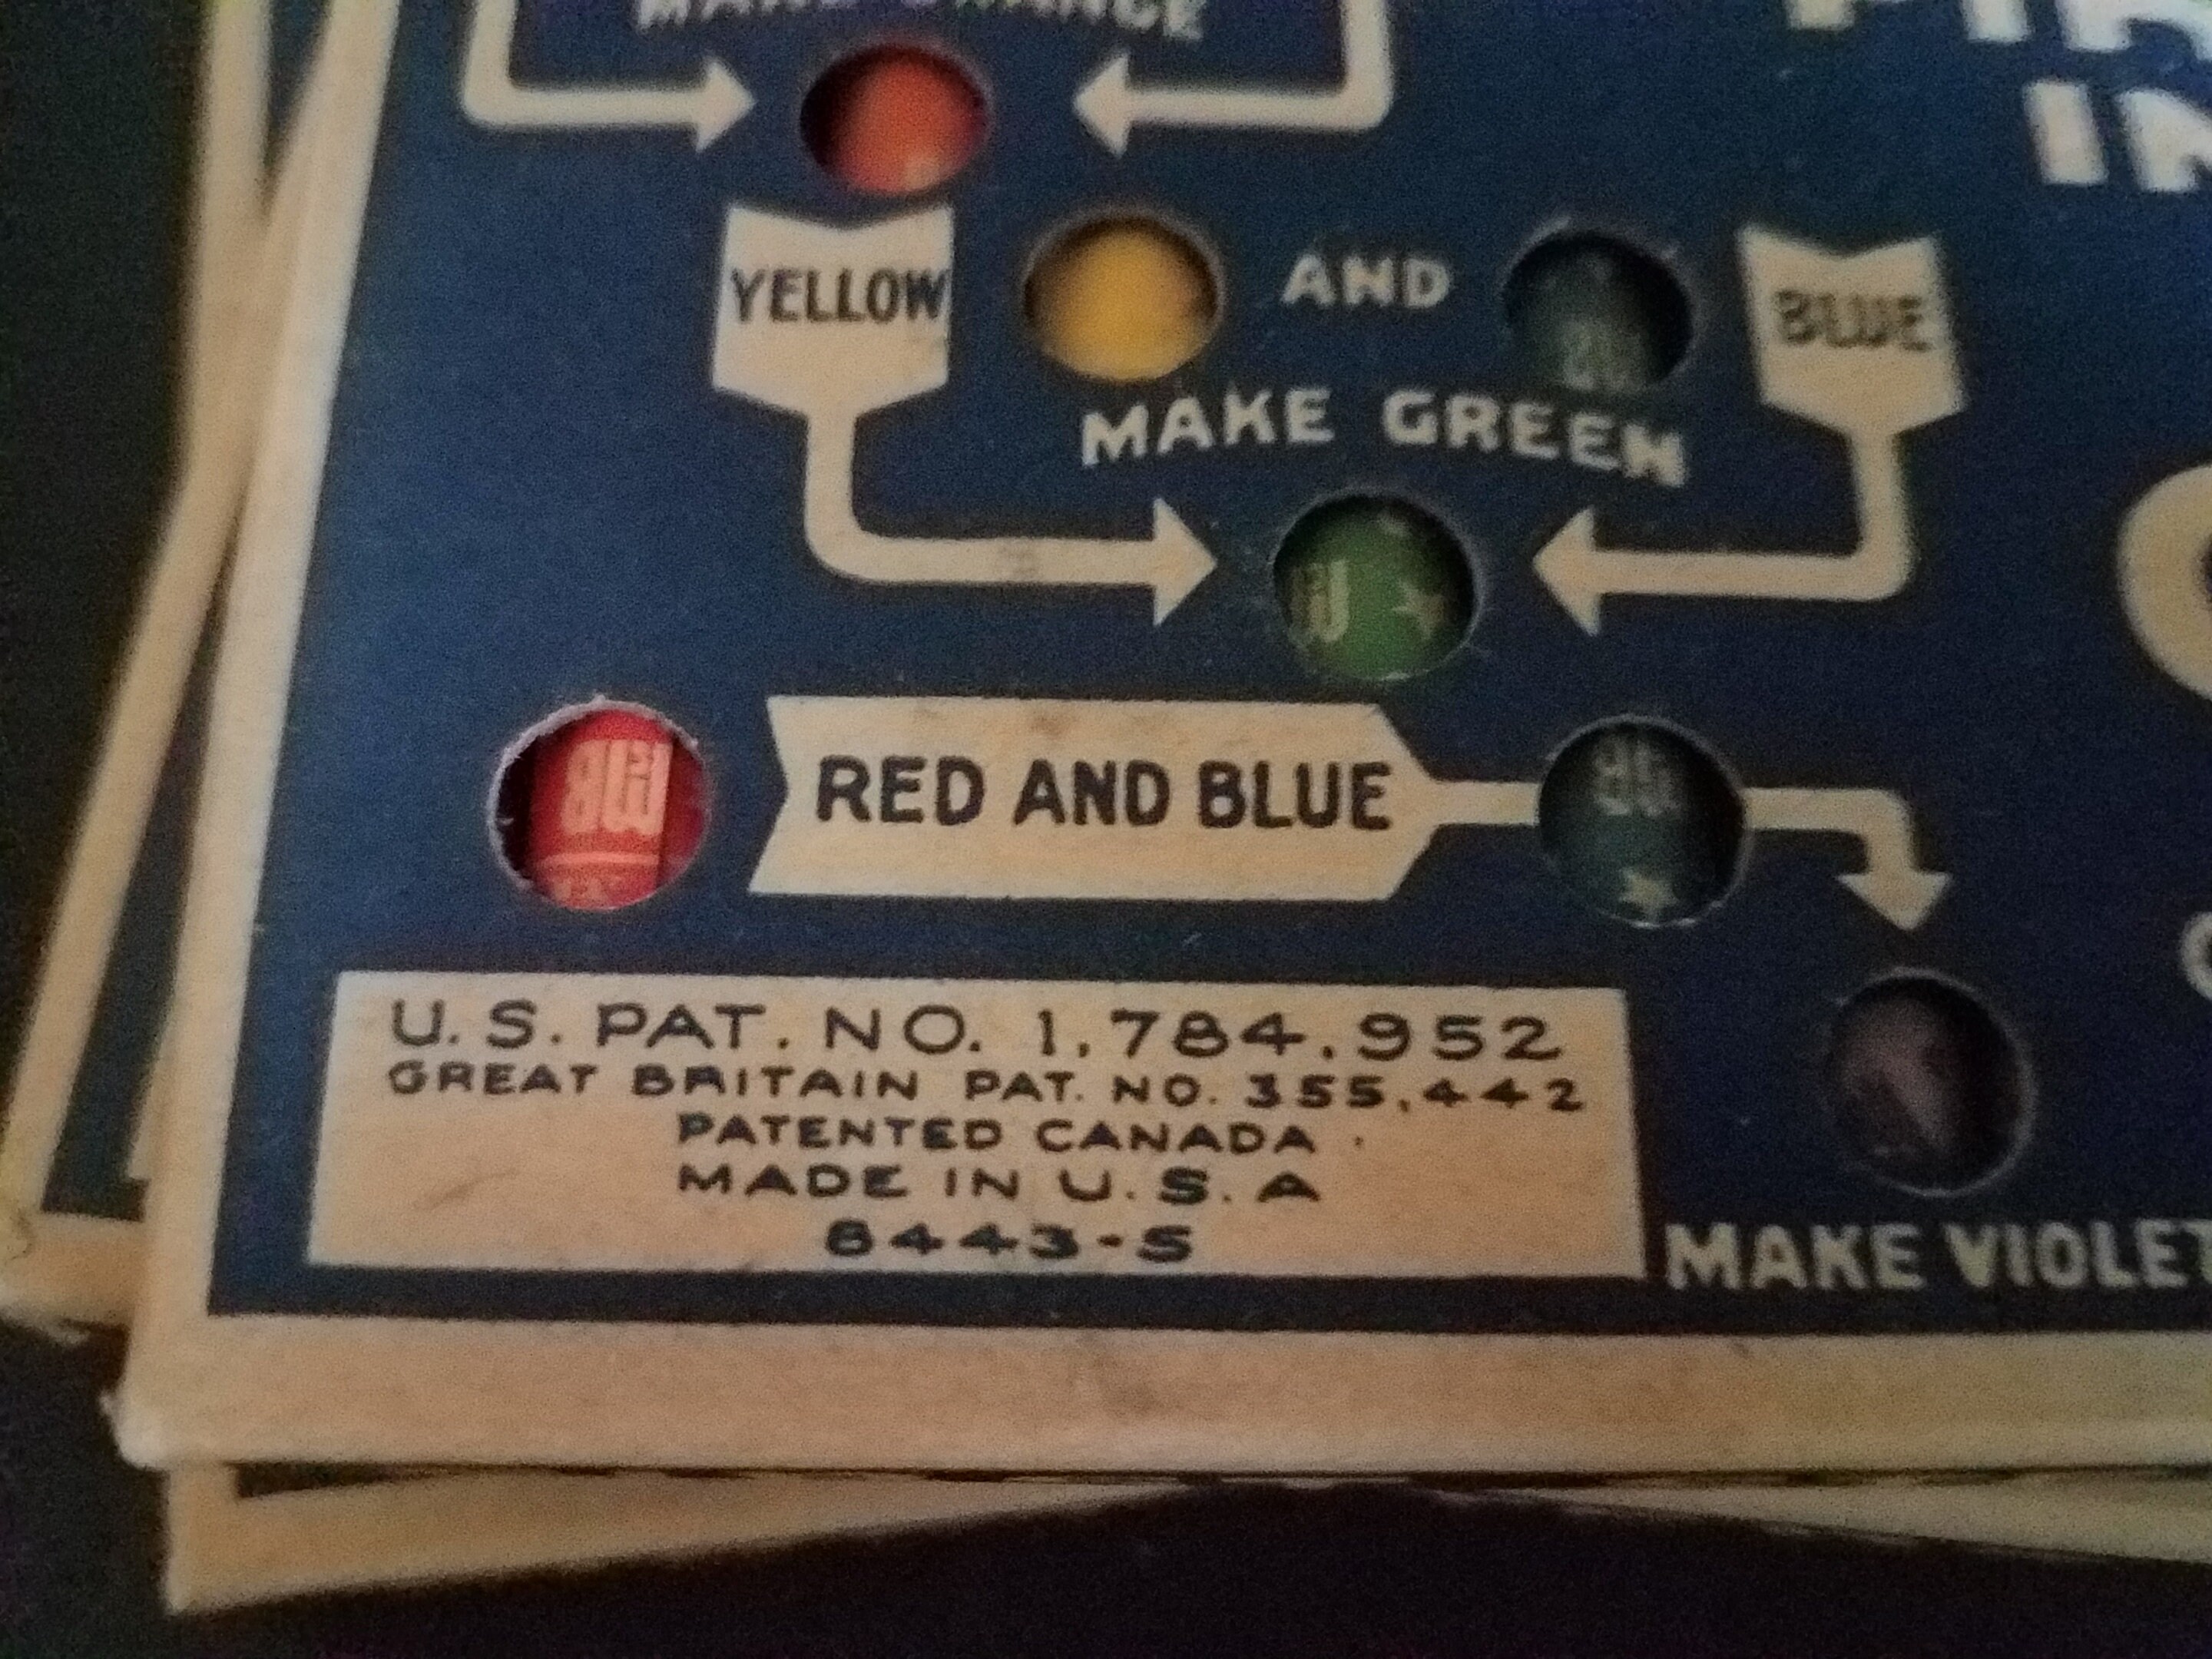 YELLOW
AND
BLUE
MAKE GREEN
RED AND BLUE
U. S. PAT. NO. 1,784,952
GREAT BRITAIN PAT. NO. 355,442
PATENTED CANADA
MADE IN U. S. A
8443-S
MAKE VIOLET